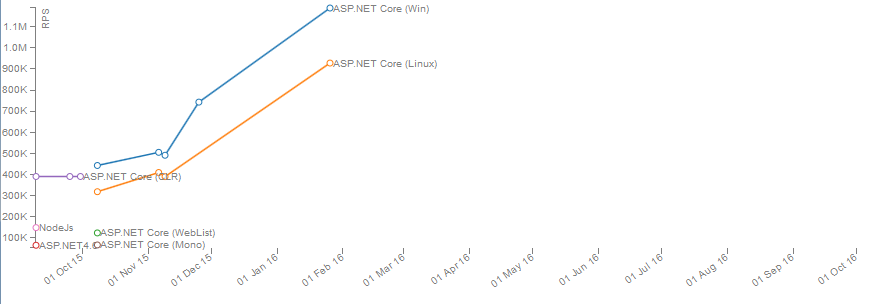 RPS
1.1M
1.0M
900K
800K
700K
600K
500K
400K
300K
200K
100K
ASP.NET Core (Win)
ASP.NET Core (Linux)
ASP.NET Core (CLR)
NodeJs
ASP.NET Core (WebList)
ASP.NET 4.6
ASP.NET Core (Mono)
01 Oct 15
01 Nov 15
01 Dec 15
01 Jan 16
01 Feb 16
01 Mar 16
01 Apr 16
01 May 16
01 Jun 16
01 Jul 16
01 Aug 16
01 Sep 16
01 Oct 16